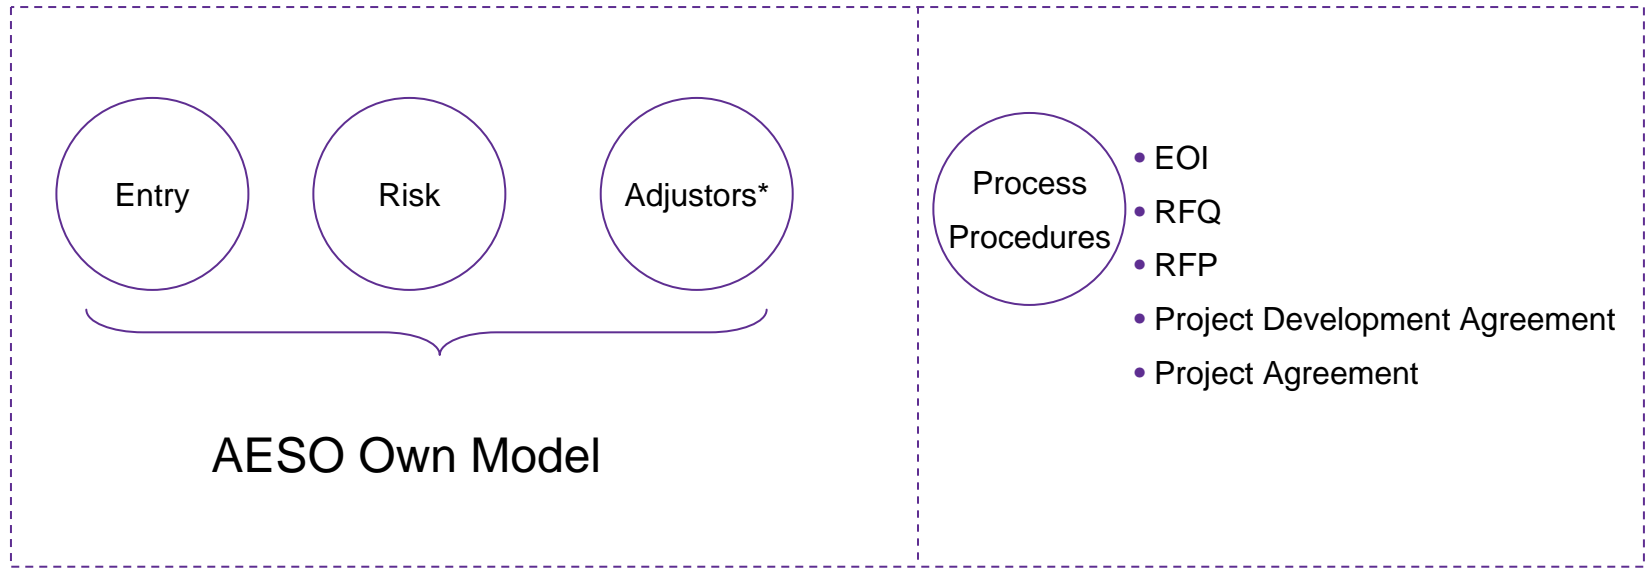 Entry
Risk
Adjustors*
AESO Own Model
Process
Procedures
• EOI
• RFQ
• RFP
• Project Development Agreement
• Project Agreement